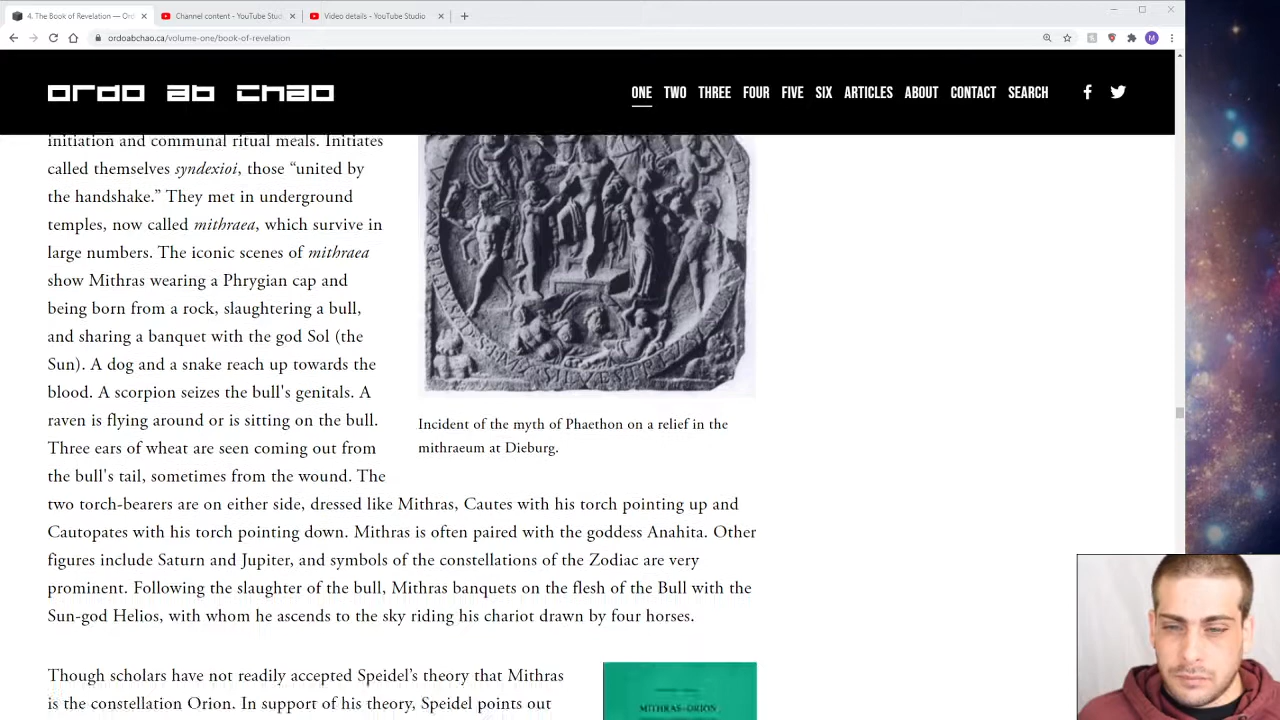 4. The Book of Revelation — Ord
Channel content - YouTube Stud
Video details - YouTube Studio
ordoabchao.ca/volume-one/book-of-revelation
M
ordo ab chao
ONE TWO THREE FOUR FIVE SIX ARTICLES ABOUT CONTACT SEARCH
initiation and communal ritual meals. Initiates
called themselves syndexioi, those “united by
the handshake.” They met in underground
temples, now called mithraea, which survive in
large numbers. The iconic scenes of mithraea
show Mithras wearing a Phrygian cap and
being born from a rock, slaughtering a bull,
and sharing a banquet with the god Sol (the
Sun). A dog and a snake reach up towards the
blood. A scorpion seizes the bull's genitals. A
raven is flying around or is sitting on the bull.
Three ears of wheat are seen coming out from
the bull's tail, sometimes from the wound. The
two torch-bearers are on either side, dressed like Mithras, Cautes with his torch pointing up and
Cautopates with his torch pointing down. Mithras is often paired with the goddess Anahita. Other
figures include Saturn and Jupiter, and symbols of the constellations of the Zodiac are very
prominent. Following the slaughter of the bull, Mithras banquets on the flesh of the Bull with the
Sun-god Helios, with whom he ascends to the sky riding his chariot drawn by four horses.
Incident of the myth of Phaethon on a relief in the
mithraeum at Dieburg.
Though scholars have not readily accepted Speidel’s theory that Mithras
is the constellation Orion. In support of his theory, Speidel points out
MITHRAS-ORION